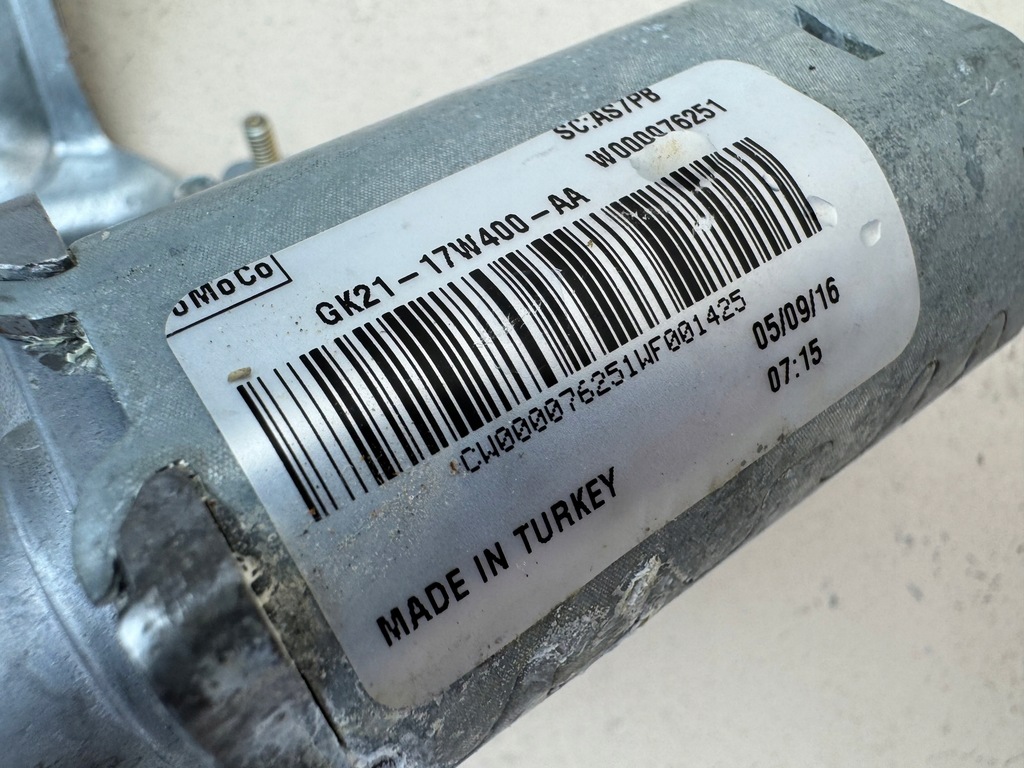 SC:AS7PB
W000076251
oMoCo
GK21-17W400-AA
CW000076251WF001425
05/09/16
07:15
MADE IN TURKEY